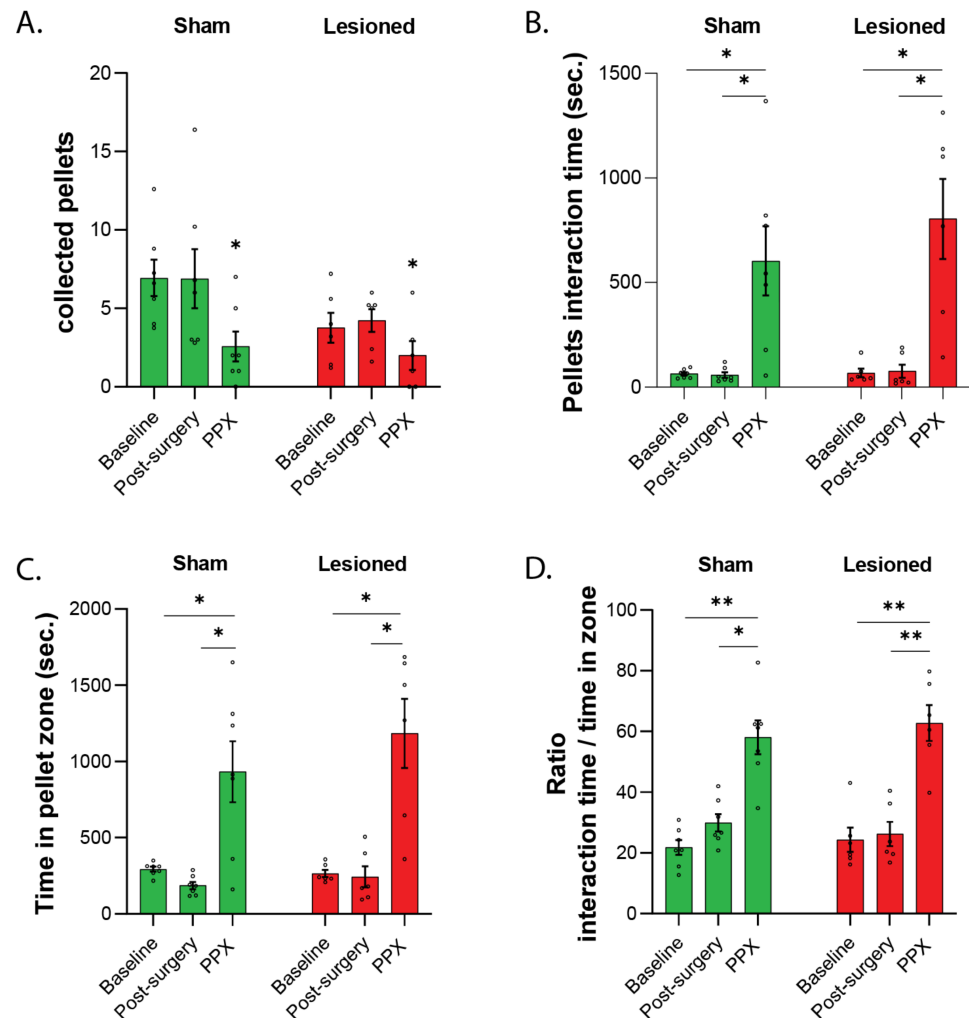 A.
Sham
Lesioned
collected pellets
20
15
10
5
0
*
*
Baseline
Post-surgery
PPX
Baseline
Post-surgery
PPX
B.
Sham
Lesioned
Pellets interaction time (sec.)
1500
1000
500
0
*
*
*
*
Baseline
Post-surgery
PPX
Baseline
Post-surgery
PPX
C.
Sham
Lesioned
Time in pellet zone (sec.)
2000
1500
1000
500
0
*
*
*
*
Baseline
Post-surgery
PPX
Baseline
Post-surgery
PPX
D.
Sham
Lesioned
Ratio
interaction time / time in zone
100
80
60
40
20
0
**
*
**
**
Baseline
Post-surgery
PPX
Baseline
Post-surgery
PPX